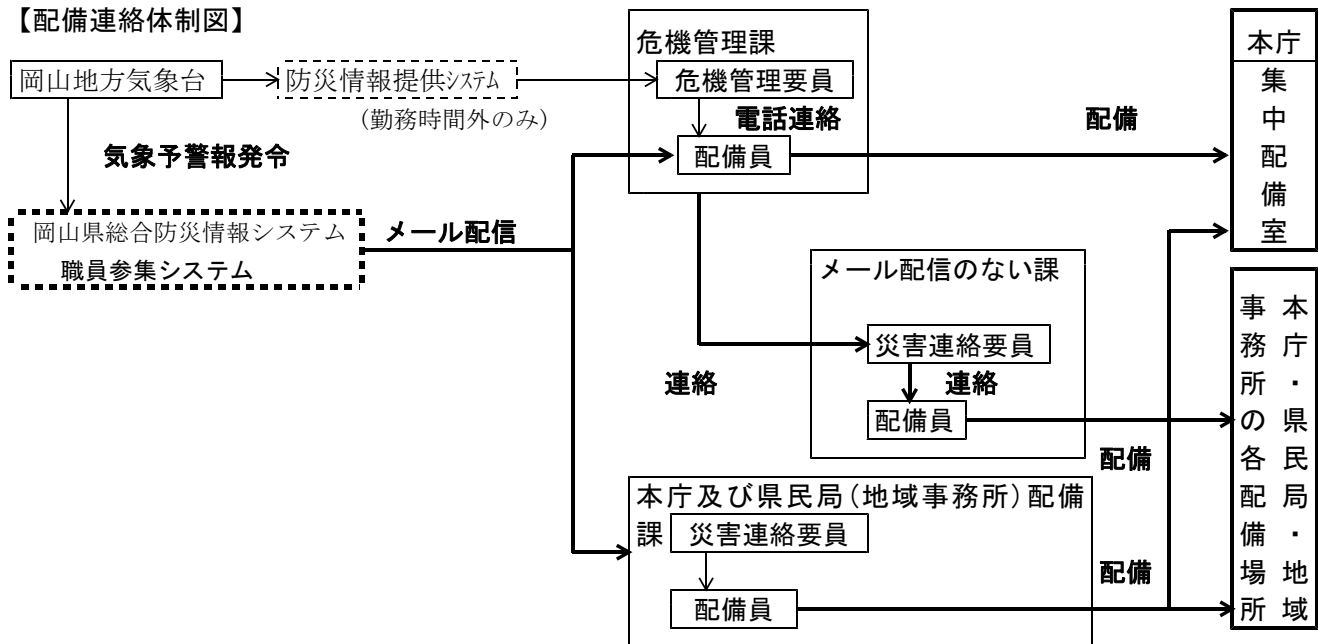 【配備連絡体制図】
岡山地方気象台
防災情報提供ｼｽﾃﾑ
(勤務時間外のみ)
危機管理課
危機管理要員
電話連絡
配備員
配備
本庁
集中配備室
気象予警報発令
岡山県総合防災情報システム
職員参集システム
メール配信
メール配信のない課
災害連絡要員
連絡
連絡
配備員
配備
本庁・県民局・地域
事務所の各配備場所
本庁及び県民局(地域事務所)配備
課
災害連絡要員
配備員
配備